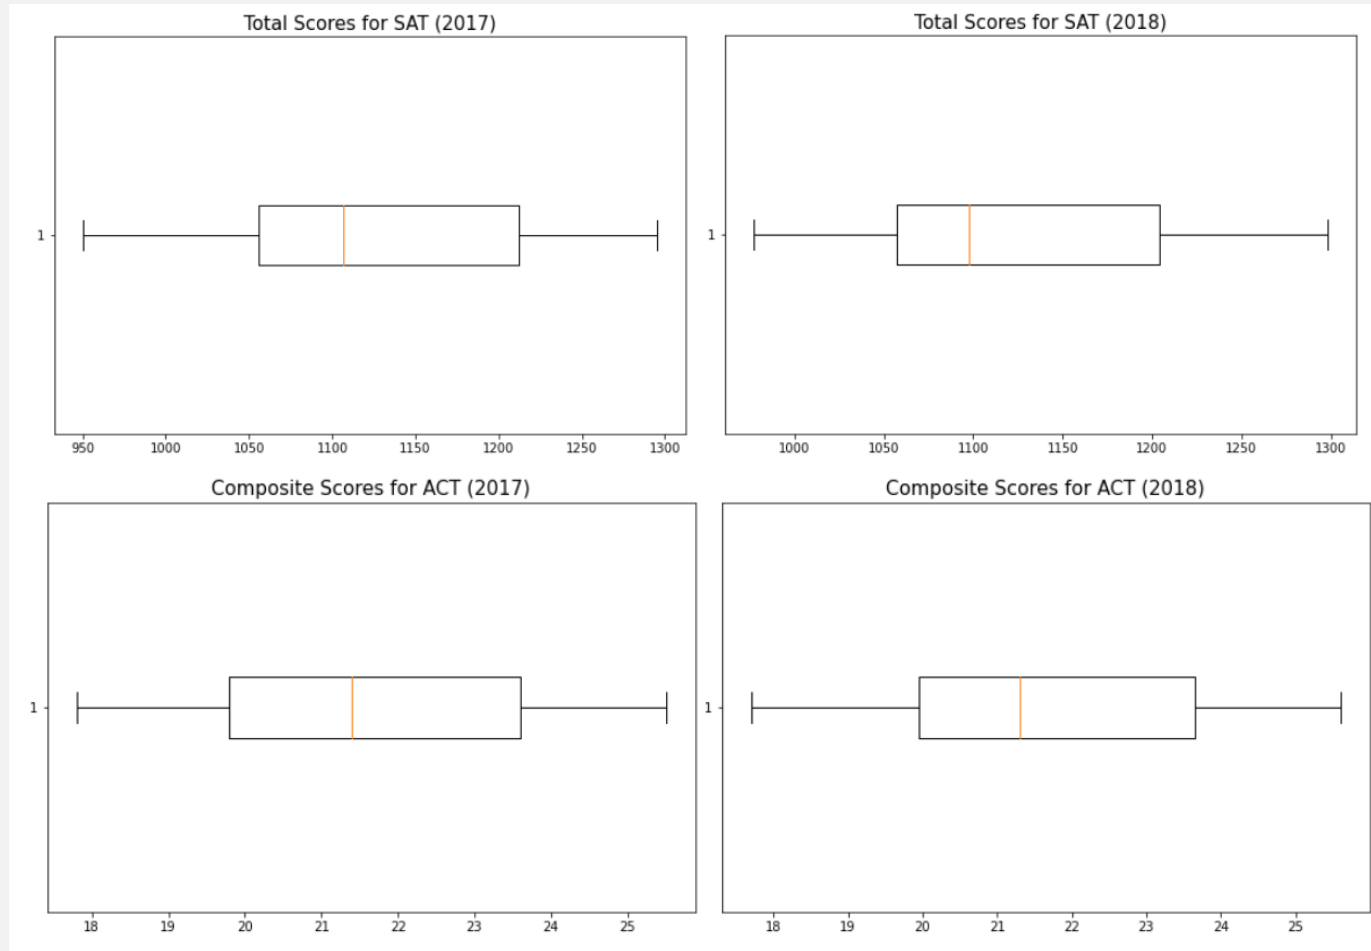 Total Scores for SAT (2017)
1
950 1000 1050 1100 1150 1200 1250 1300
Total Scores for SAT (2018)
1
1000 1050 1100 1150 1200 1250 1300
Composite Scores for ACT (2017)
1
18 19 20 21 22 23 24 25
Composite Scores for ACT (2018)
1
18 19 20 21 22 23 24 25